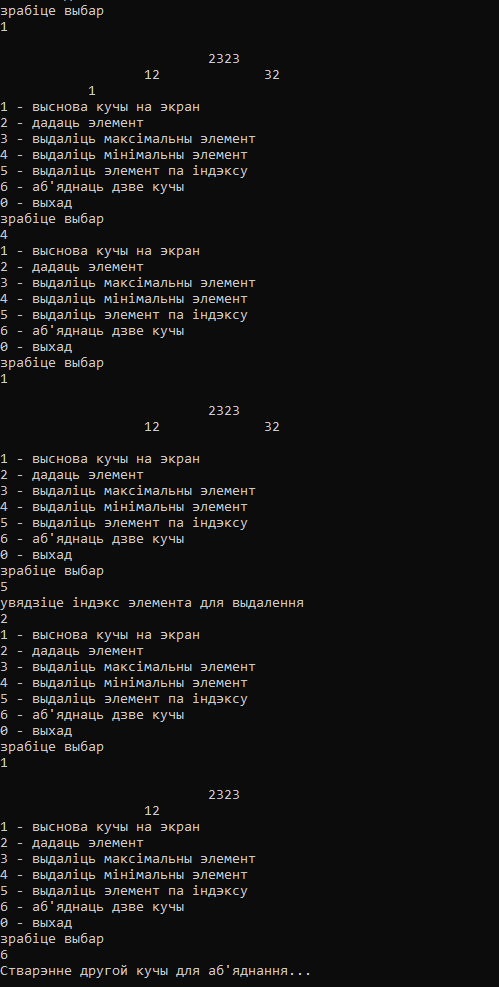 зрабіце выбар
1
2323
12 32
1
1 - выснова кучы на экран
2 - дадаць элемент
3 - выдаліць максімальны элемент
4 - выдаліць мінімальны элемент
5 - выдаліць элемент па індэксу
6 - аб'яднаць дзве кучы
0 - выхад
зрабіце выбар
4
1 - выснова кучы на экран
2 - дадаць элемент
3 - выдаліць максімальны элемент
4 - выдаліць мінімальны элемент
5 - выдаліць элемент па індэксу
6 - аб'яднаць дзве кучы
0 - выхад
зрабіце выбар
1
2323
12 32
1 - выснова кучы на экран
2 - дадаць элемент
3 - выдаліць максімальны элемент
4 - выдаліць мінімальны элемент
5 - выдаліць элемент па індэксу
6 - аб'яднаць дзве кучы
0 - выхад
зрабіце выбар
5
увядзіце індэкс элемента для выдалення
2
1 - выснова кучы на экран
2 - дадаць элемент
3 - выдаліць максімальны элемент
4 - выдаліць мінімальны элемент
5 - выдаліць элемент па індэксу
6 - аб'яднаць дзве кучы
0 - выхад
зрабіце выбар
1
2323
12
1 - выснова кучы на экран
2 - дадаць элемент
3 - выдаліць максімальны элемент
4 - выдаліць мінімальны элемент
5 - выдаліць элемент па індэксу
6 - аб'яднаць дзве кучы
0 - выхад
зрабіце выбар
6
Стварэнне другой кучы для аб'яднання...